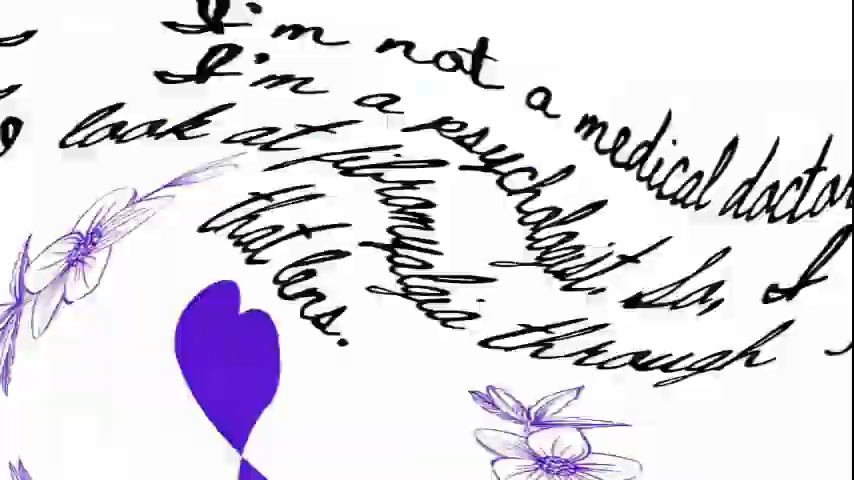 I'm not a medical doctor
I'm a psychologist. So, I
look at fibromyalgia through
that lens.